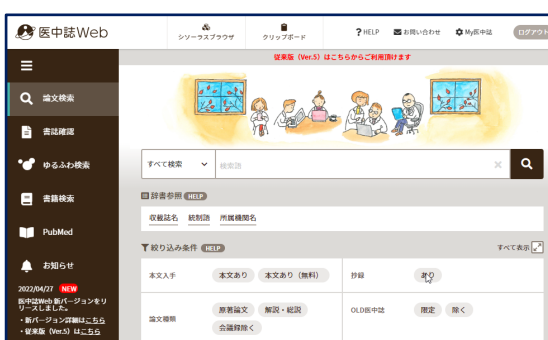 医中誌Web
シソーラスブラウザ
クリップボード
? HELP
お問い合わせ
My医中誌
ログアウト
従来版（Ver.5）はこちらからご利用頂けます
論文検索
書誌確認
ゆるふわ検索
書籍検索
PubMed
お知らせ
2022/04/27 NEW
医中誌Web 新バージョンをリ
リースしました。
・新バージョン詳細はこちら
・従来版（Ver.5）はこちら
すべて検索
検索語
辞書参照 HELP
収載誌名 統制語 所属機関名
絞り込み条件 HELP
すべて表示
本文入手
本文あり
本文あり（無料）
抄録
あり
論文種類
原著論文
解説・総説
会議録除く
OLD医中誌
限定
除く